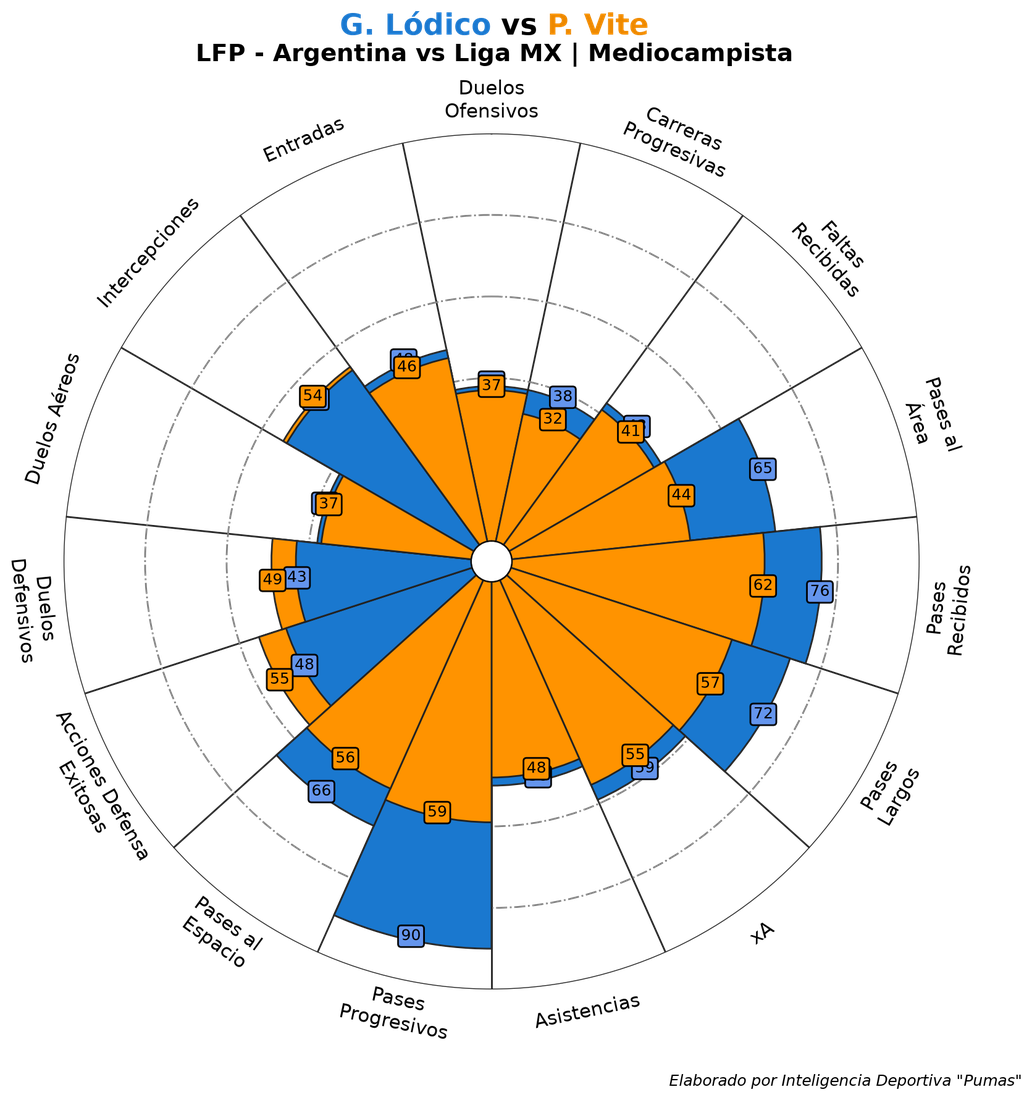 G. Lódico vs P. Vite
LFP - Argentina vs Liga MX | Mediocampista
Duelos
Ofensivos
Carreras
Progresivas
Faltas
Recibidas
Pases al
Área
Pases
Recibidos
Pases
Largos
xA
Asistencias
Pases
Progresivos
Pases al
Espacio
Acciones Defensa
Exitosas
Duelos
Defensivos
Duelos Aéreos
Intercepciones
Entradas
37
38
32
41
65
44
76
62
72
57
59
55
48
90
59
66
56
48
55
43
49
37
54
46
Elaborado por Inteligencia Deportiva "Pumas"